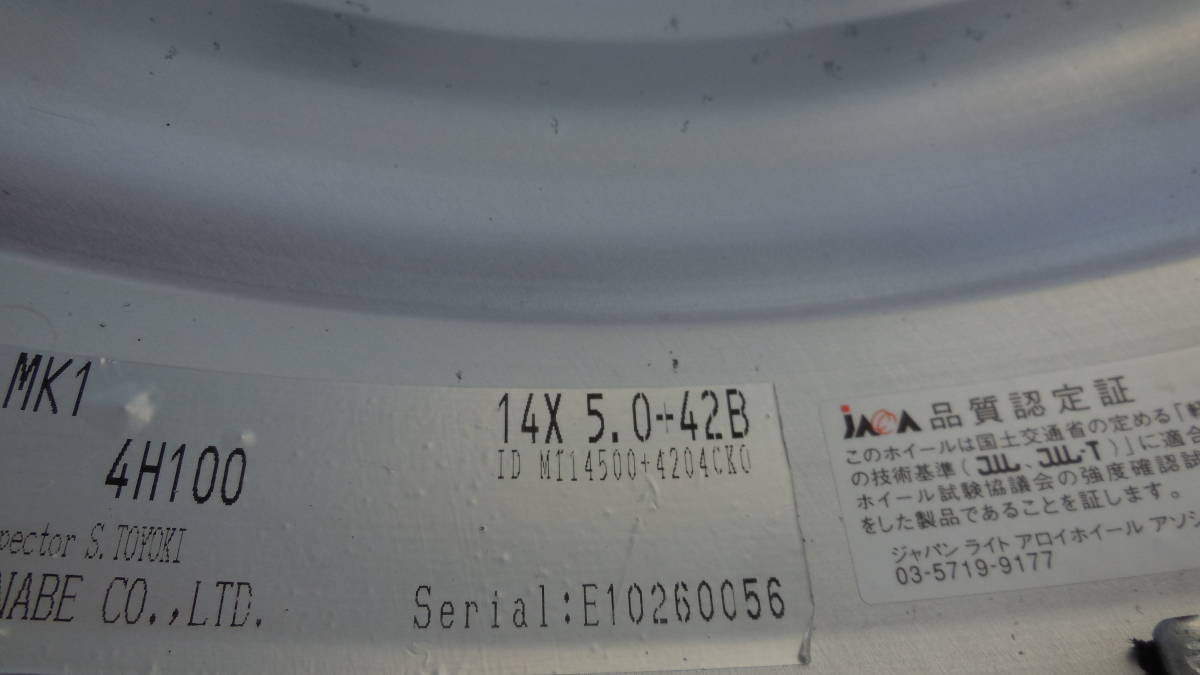 MK1
14X 5.0+42B
ID MT14500+4204CKO
4H100
pector S. TOYOKI
NABE CO.,LTD.
Serial:E10260056
JAWA 品質認定証
このホイールは国土交通省の定める「
の技術基準( JWL、JWL-T )」に適合
ホイール試験協議会の強度確認試
をした製品であることを証します。
ジャパン ライト アロイホイール アソシ
03-5719-9177